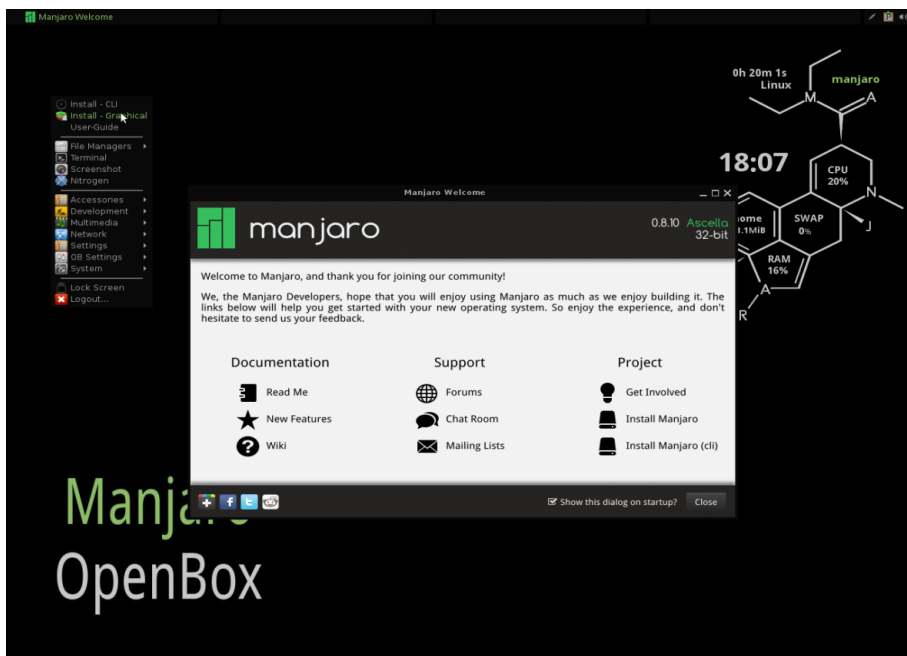 Manjaro Welcome
Install - CLI
Install - Graphical
User-Guide
File Managers
Terminal
Screenshot
Nitrogen
Accessories
Development
Multimedia
Network
Settings
OB Settings
System
Lock Screen
Logout...
0h 20m 1s
Linux
manjaro
M
A
18:07
CPU
20%
N
SWAP
0%
J
RAM
16%
A
R
Manjaro Welcome
manjaro
0.8.10 Ascella
32-bit
Welcome to Manjaro, and thank you for joining our community!
We, the Manjaro Developers, hope that you will enjoy using Manjaro as much as we enjoy building it. The
links below will help you get started with your new operating system. So enjoy the experience, and don't
hesitate to send us your feedback.
Documentation
Read Me
New Features
Wiki
Support
Forums
Chat Room
Mailing Lists
Project
Get Involved
Install Manjaro
Install Manjaro (cli)
Show this dialog on startup?
Close
Manjaro
OpenBox